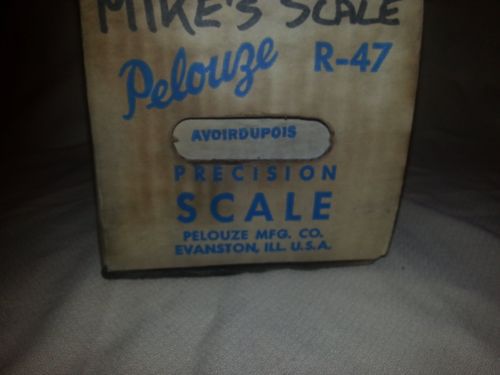 MIKE'S SCALE
Pelouze R-47
AVOIRDUPOIS
PRECISION
SCALE
PELOUZE MFG. CO.
EVANSTON, ILL. U.S.A.